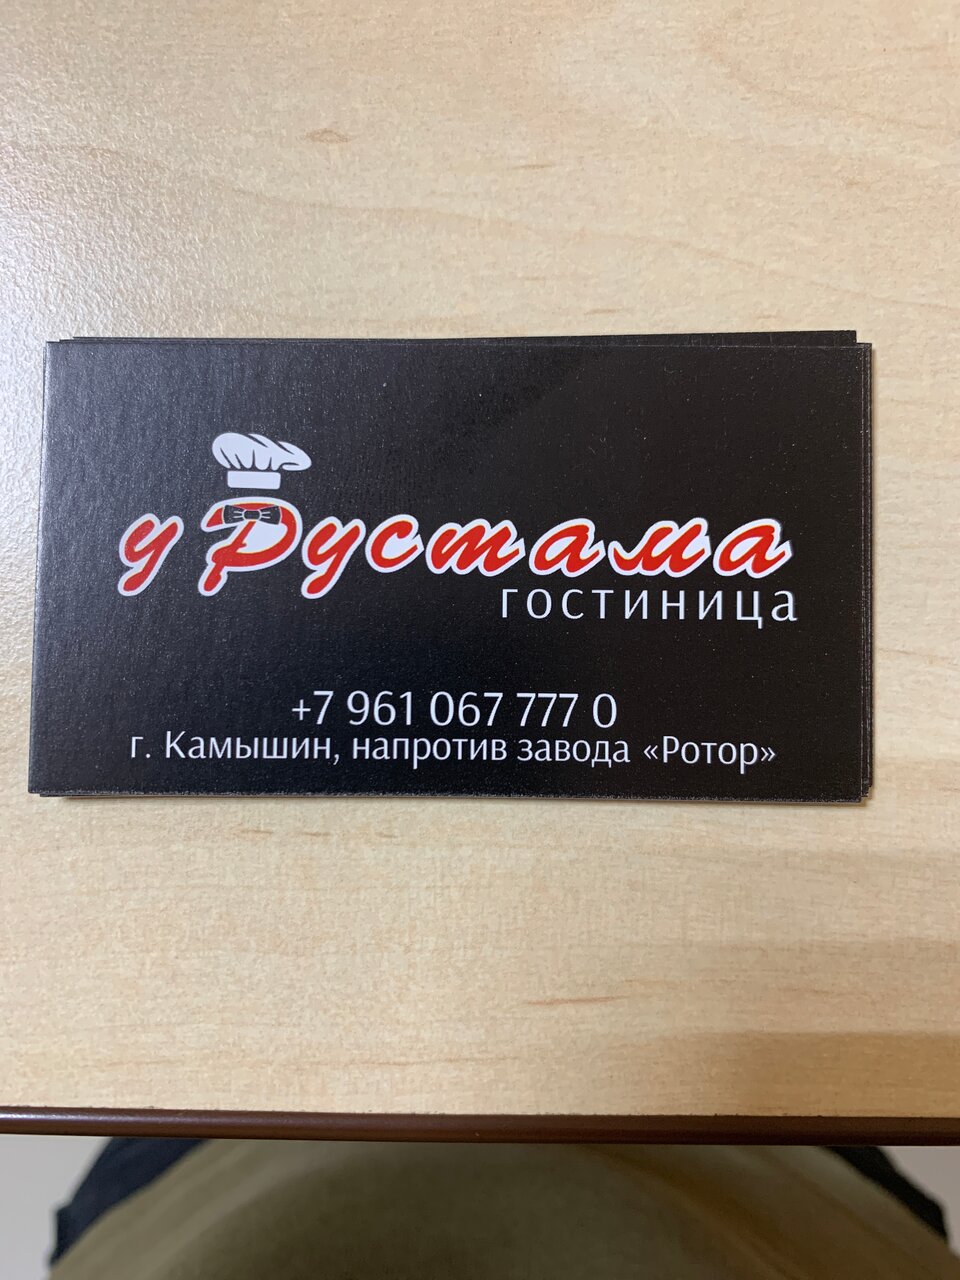 у Рустама
гостиница
+7 961 067 777 0
г. Камышин, напротив завода «Ротор»